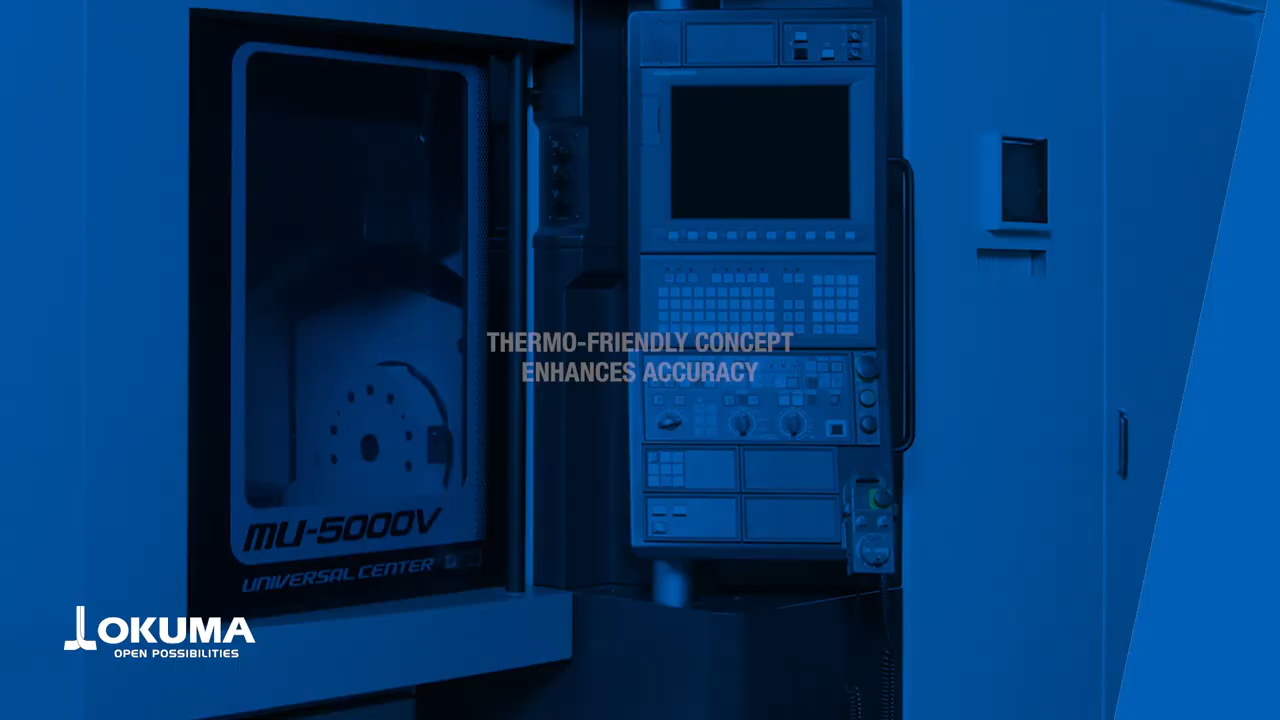 THERMO-FRIENDLY CONCEPT
ENHANCES ACCURACY
MU-5000V
UNIVERSAL CENTER
OKUMA
OPEN POSSIBILITIES